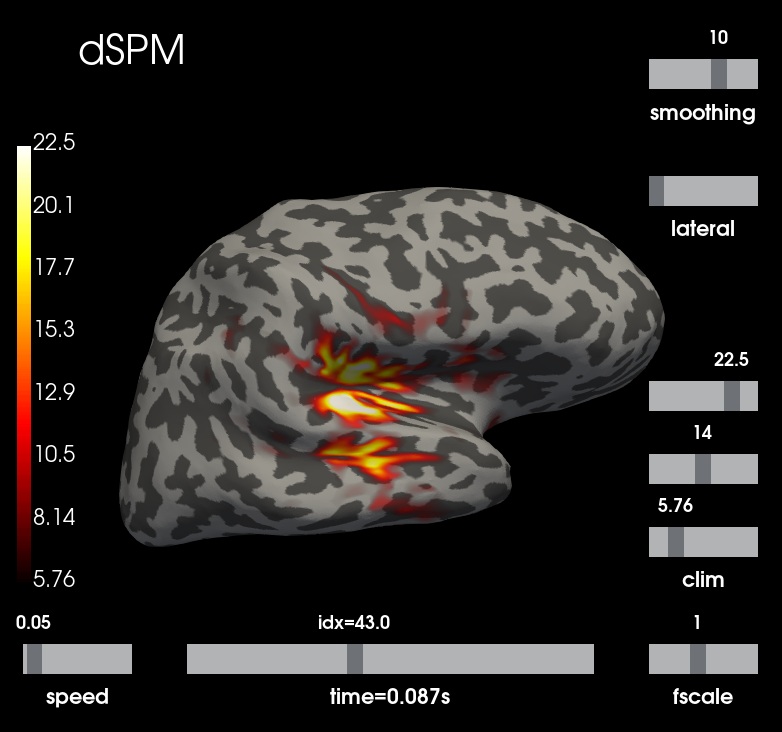 dSPM
10
smoothing
lateral
22.5
20.1
17.7
15.3
12.9
10.5
8.14
5.76
22.5
14
5.76
clim
0.05
speed
idx=43.0
time=0.087s
1
fscale